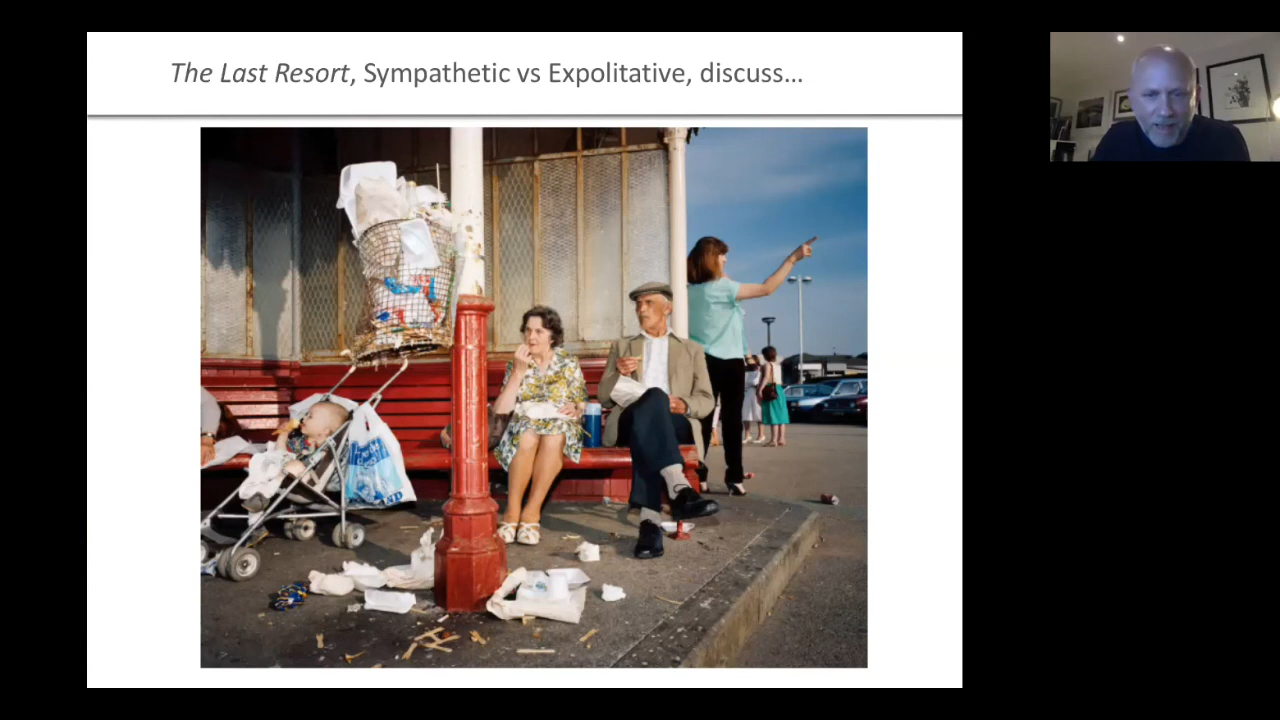 The Last Resort, Sympathetic vs Expolitative, discuss...